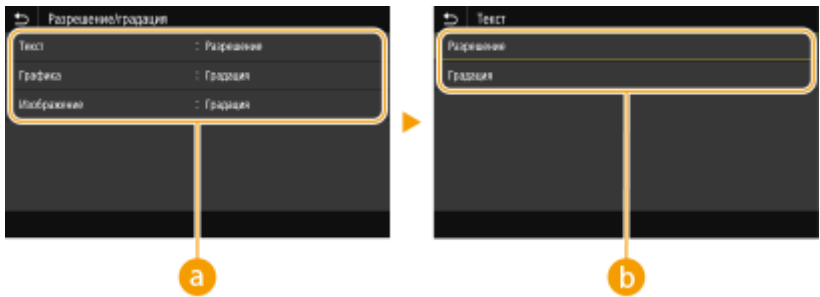 Разрешение/градация
Текст : Разрешение
Графика : Градация
Изображение : Градация
a
Текст
Разрешение
Градация
b